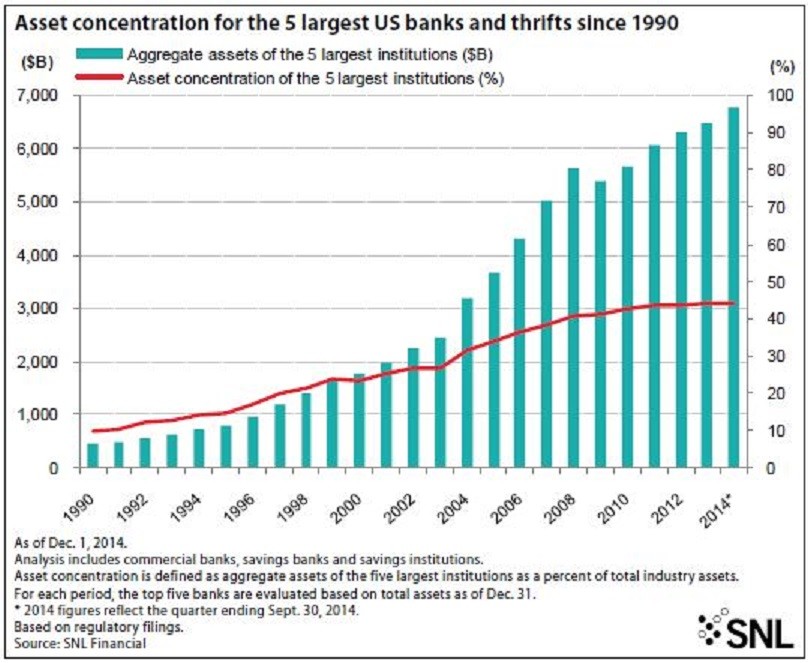 Asset concentration for the 5 largest US banks and thrifts since 1990
($B)
Aggregate assets of the 5 largest institutions ($B)
Asset concentration of the 5 largest institutions (%)
(%)
7,000
6,000
5,000
4,000
3,000
2,000
1,000
0
100
90
80
70
60
50
40
30
20
10
0
1990 1992 1994 1996 1998 2000 2002 2004 2006 2008 2010 2012 2014*
As of Dec. 1, 2014.
Analysis includes commercial banks, savings banks and savings institutions.
Asset concentration is defined as aggregate assets of the five largest institutions as a percent of total industry assets.
For each period, the top five banks are evaluated based on total assets as of Dec. 31.
* 2014 figures reflect the quarter ending Sept. 30, 2014.
Based on regulatory filings.
Source: SNL Financial
SNL